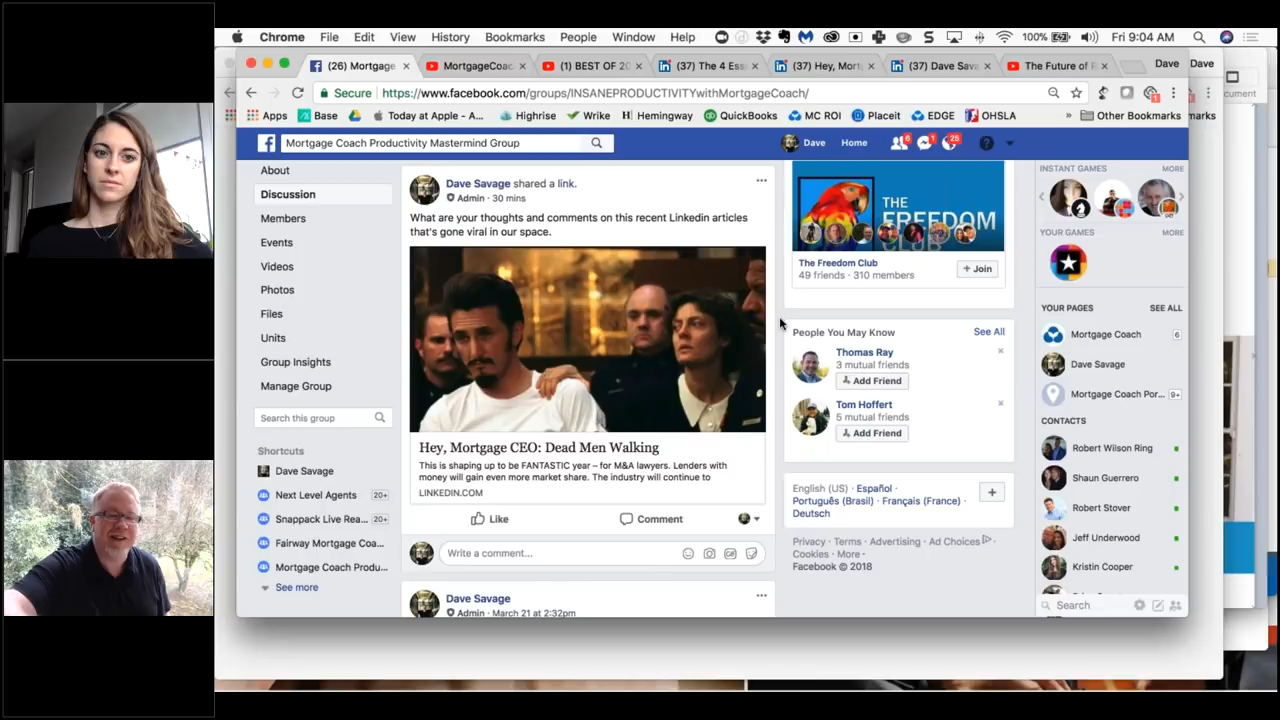 Chrome File Edit View History Bookmarks People Window Help 100% Fri 9:04 AM
(26) Mortgage
MortgageCoac
(1) BEST OF 20
(37) The 4 Ess
(37) Hey, Mort
(37) Dave Sava
The Future of R
Dave Dave
Secure https://www.facebook.com/groups/INSANEPRODUCTIVITYwithMortgageCoach/
Apps Base Today at Apple - A... Highrise Wrike Hemingway QuickBooks MC ROI Placeit EDGE OHSLA » Other Bookmarks
Mortgage Coach Productivity Mastermind Group
Dave Home 6 1 25
About
Discussion
Members
Events
Videos
Photos
Files
Units
Group Insights
Manage Group
Search this group
Shortcuts
Dave Savage
Next Level Agents 20+
Snappack Live Rea... 20+
Fairway Mortgage Coa...
Mortgage Coach Produ...
See more
Dave Savage shared a link.
Admin · 30 mins
What are your thoughts and comments on this recent Linkedin articles
that's gone viral in our space.
Hey, Mortgage CEO: Dead Men Walking
This is shaping up to be FANTASTIC year – for M&A lawyers. Lenders with
money will gain even more market share. The industry will continue to
LINKEDIN.COM
Like Comment
Write a comment...
Dave Savage
Admin · March 21 at 2:32pm
THE
FREEDOM
CLUB
The Freedom Club
49 friends · 310 members
+ Join
People You May Know See All
Thomas Ray
3 mutual friends
Add Friend
Tom Hoffert
5 mutual friends
Add Friend
English (US) · Español ·
Português (Brasil) · Français (France) ·
Deutsch
Privacy · Terms · Advertising · Ad Choices ·
Cookies · More ·
Facebook © 2018
INSTANT GAMES MORE
YOUR GAMES MORE
YOUR PAGES SEE ALL
Mortgage Coach 6
Dave Savage
Mortgage Coach Por... 9+
CONTACTS
Robert Wilson Ring
Shaun Guerrero
Robert Stover
Jeff Underwood
Kristin Cooper
Search